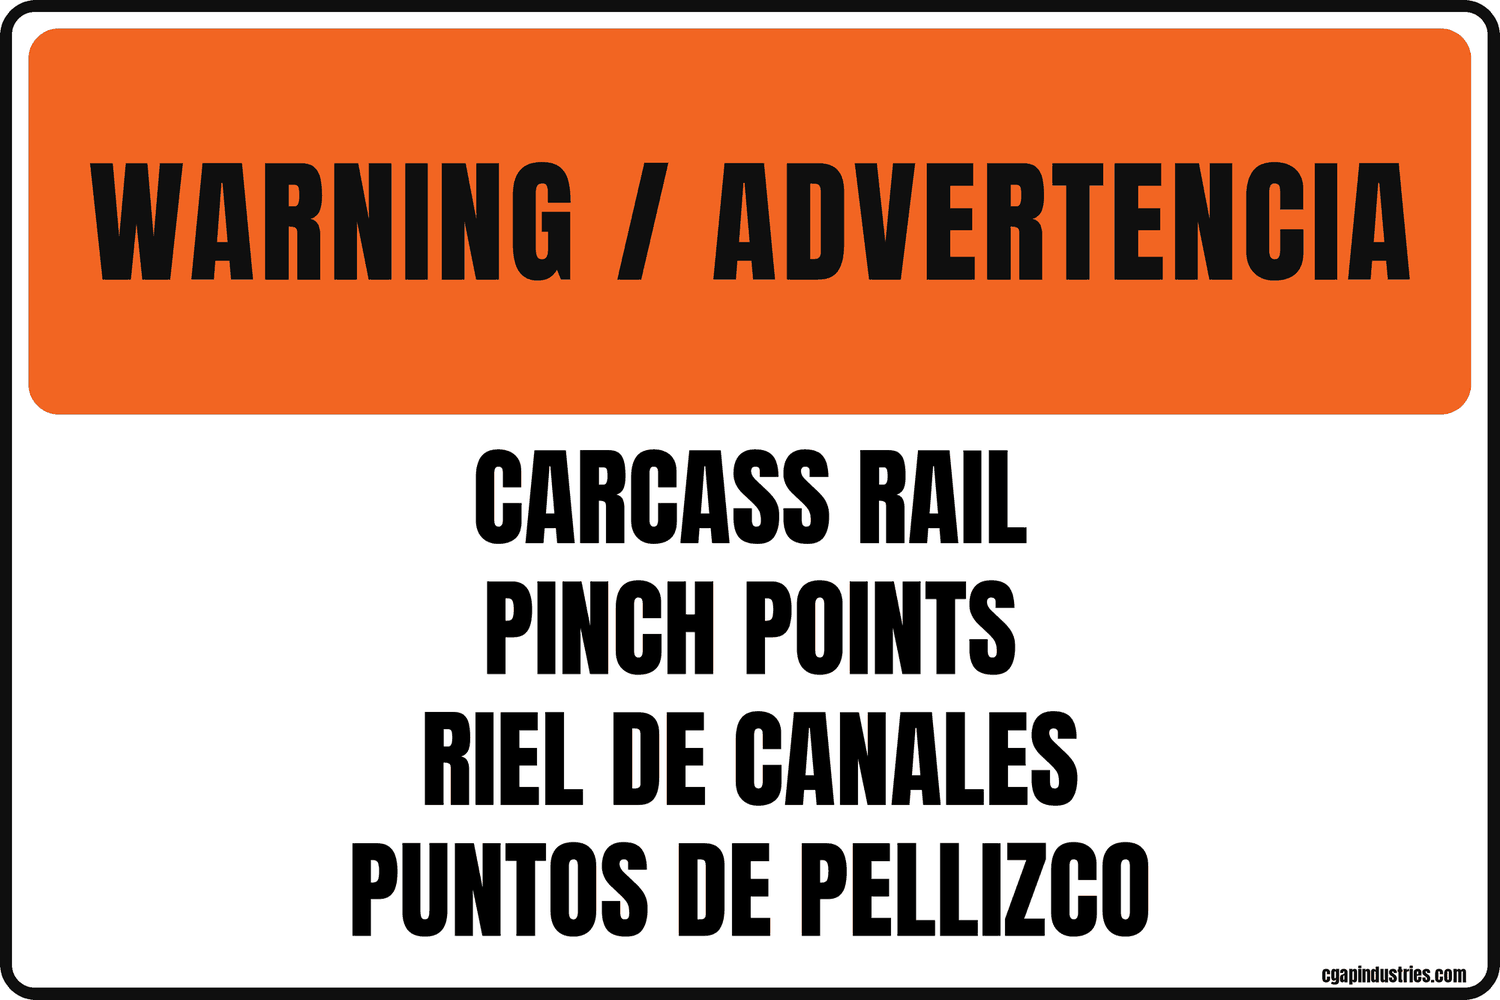 WARNING / ADVERTENCIA
CARCASS RAIL
PINCH POINTS
RIEL DE CANALES
PUNTOS DE PELLIZCO
cgapindustries.com